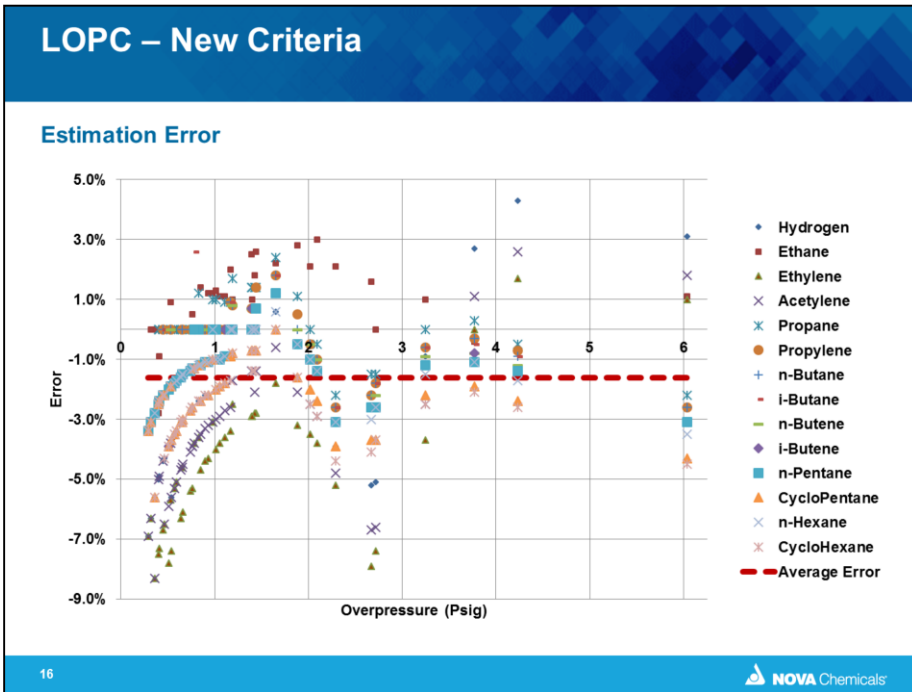 LOPC – New Criteria
Estimation Error
5.0%
3.0%
1.0%
-1.0%
-3.0%
-5.0%
-7.0%
-9.0%
0 1 2 3 4 5 6
Error
Overpressure (Psig)
Hydrogen
Ethane
Ethylene
Acetylene
Propane
Propylene
n-Butane
i-Butane
n-Butene
i-Butene
n-Pentane
CycloPentane
n-Hexane
CycloHexane
Average Error
16
NOVA Chemicals